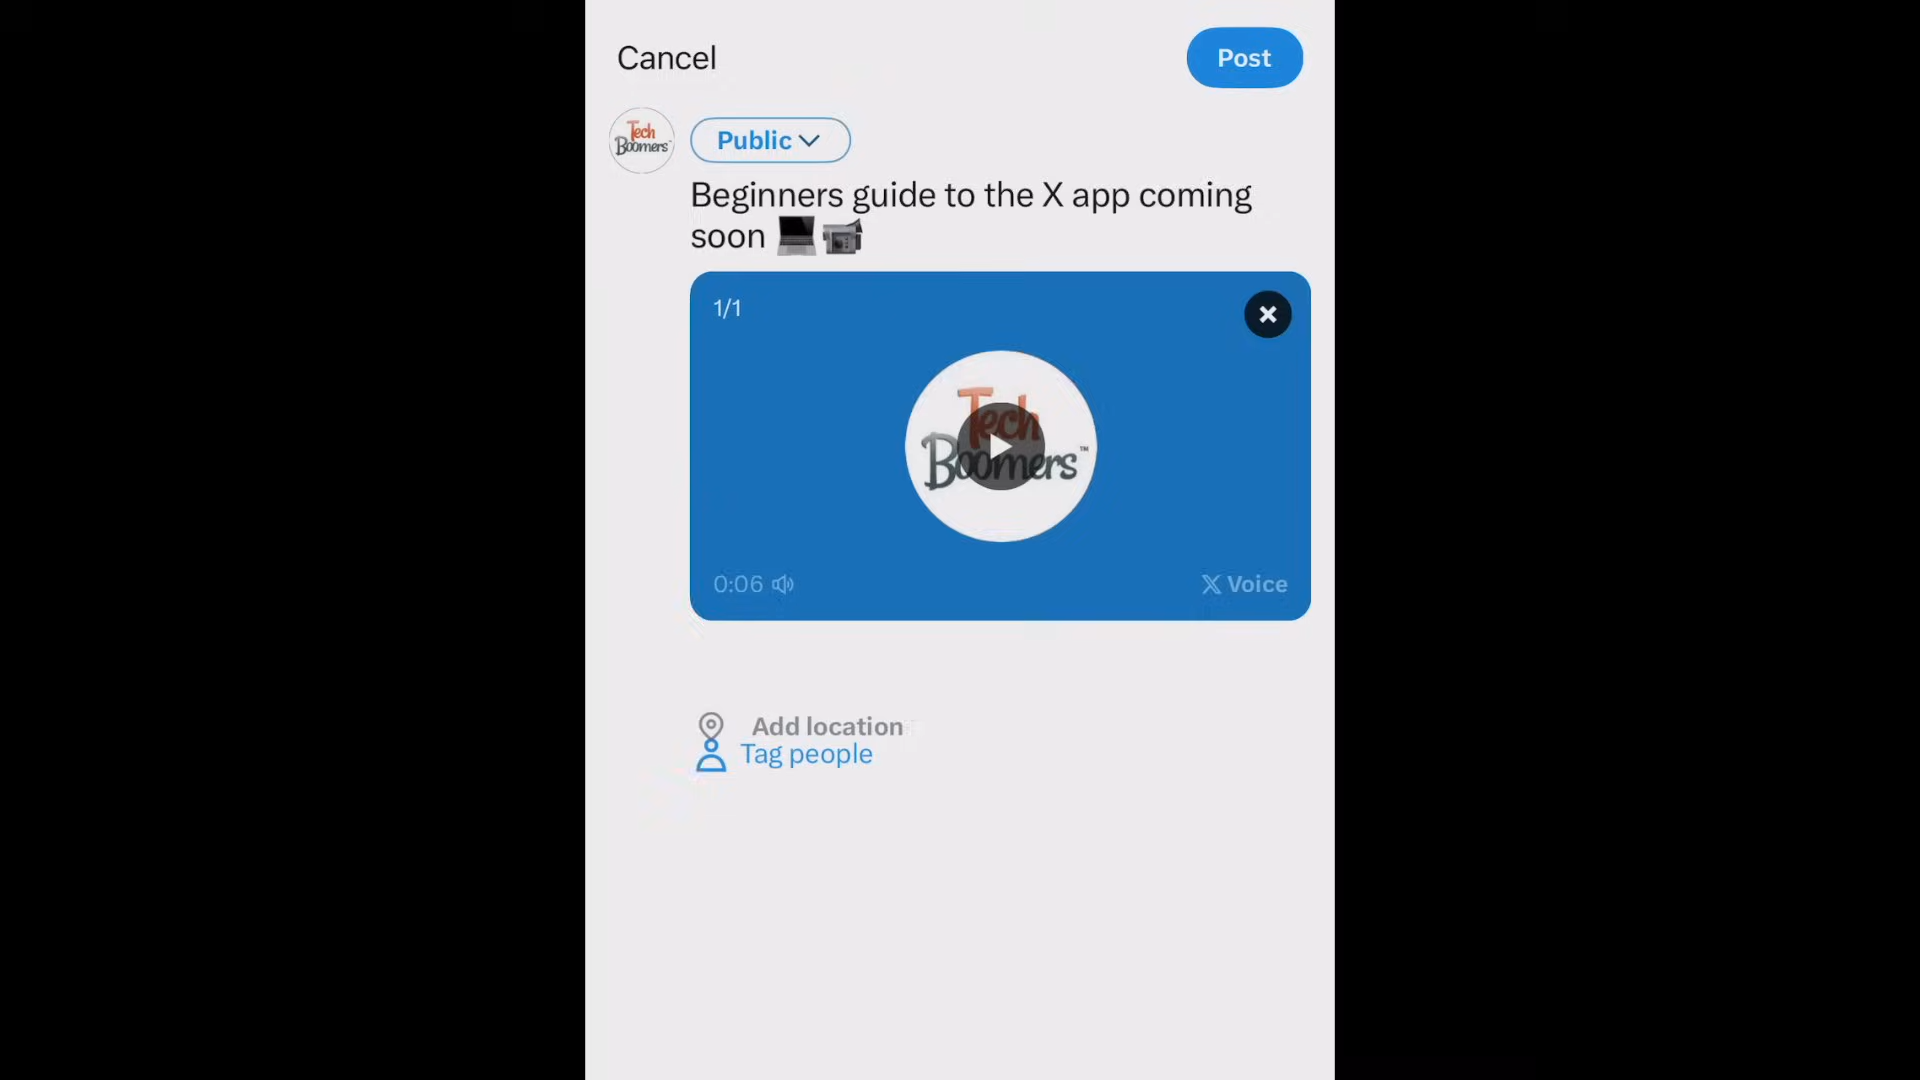 Cancel
Post
Tech
Boomers
Public
Beginners guide to the X app coming
soon 💻📹
1/1
Tech
Boomers™
0:06
X Voice
Add location
Tag people